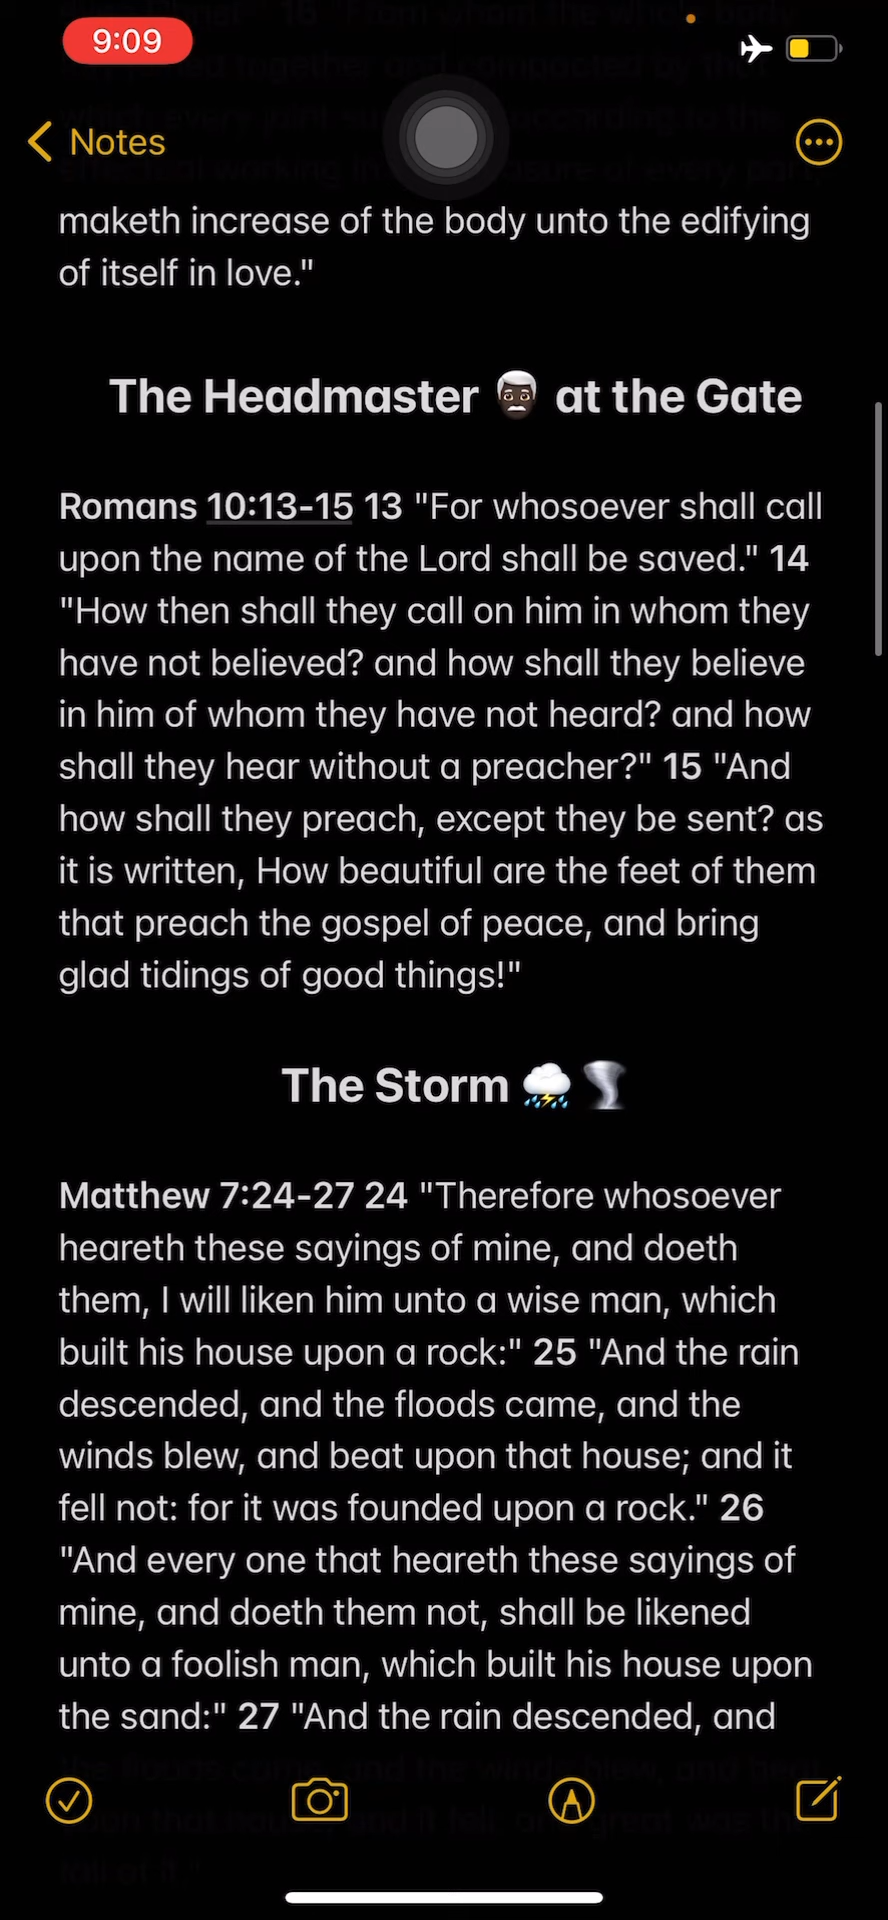 9:09
Notes
maketh increase of the body unto the edifying
of itself in love."
The Headmaster 👨🏿‍🦳 at the Gate
Romans 10:13-15 13 "For whosoever shall call
upon the name of the Lord shall be saved." 14
"How then shall they call on him in whom they
have not believed? and how shall they believe
in him of whom they have not heard? and how
shall they hear without a preacher?" 15 "And
how shall they preach, except they be sent? as
it is written, How beautiful are the feet of them
that preach the gospel of peace, and bring
glad tidings of good things!"
The Storm ⛈️🌪️
Matthew 7:24-27 24 "Therefore whosoever
heareth these sayings of mine, and doeth
them, I will liken him unto a wise man, which
built his house upon a rock:" 25 "And the rain
descended, and the floods came, and the
winds blew, and beat upon that house; and it
fell not: for it was founded upon a rock." 26
"And every one that heareth these sayings of
mine, and doeth them not, shall be likened
unto a foolish man, which built his house upon
the sand:" 27 "And the rain descended, and